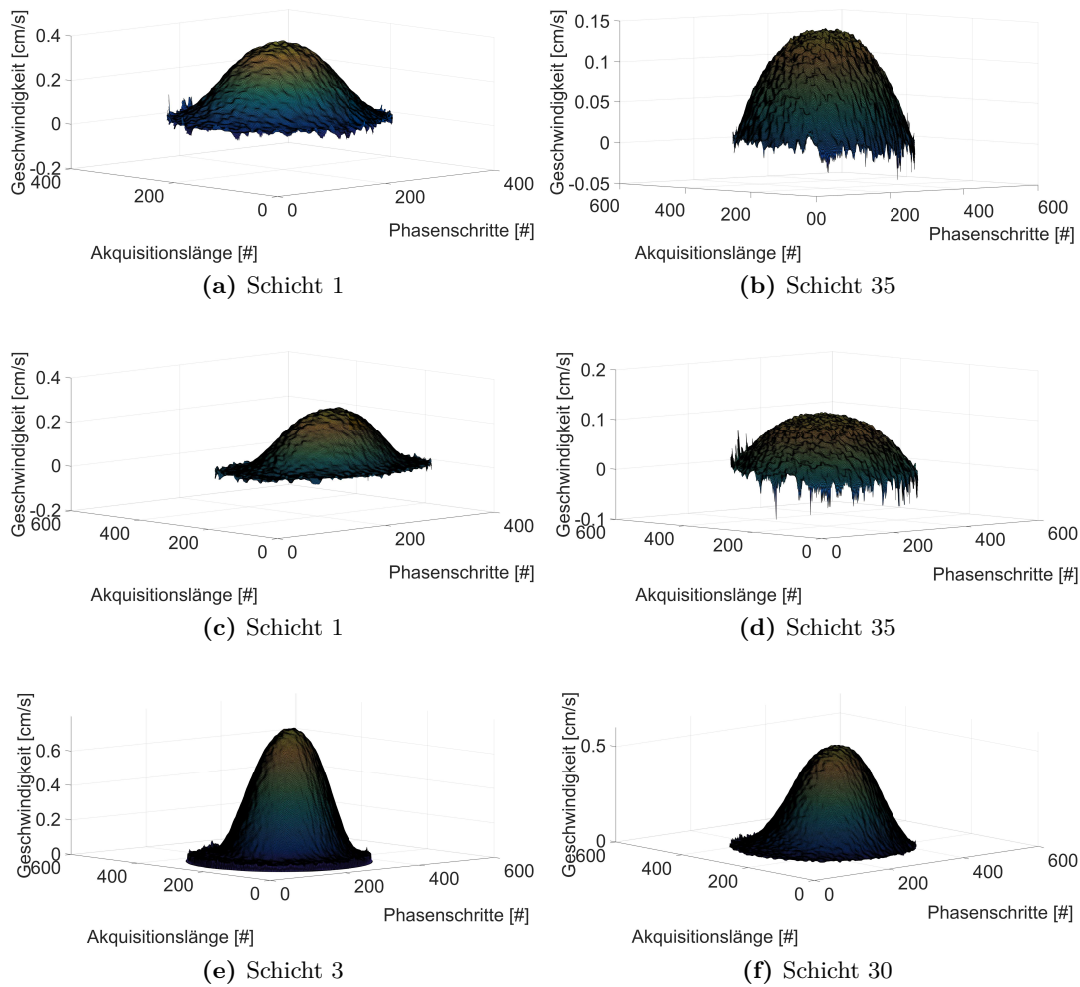 Geschwindigkeit [cm/s]
0.4
0.2
0
-0.2
400
200
0 0
200
400
Phasenschritte [#]
Akquisitionslänge [#]
(a) Schicht 1
Geschwindigkeit [cm/s]
0.15
0.1
0.05
0
-0.05
600
400
200
00
200
400
600
Phasenschritte [#]
Akquisitionslänge [#]
(b) Schicht 35
Geschwindigkeit [cm/s]
0.4
0.2
0
-0.2
600
400
200
0 0
200
400
Phasenschritte [#]
Akquisitionslänge [#]
(c) Schicht 1
Geschwindigkeit [cm/s]
0.2
0.1
0
-0.1
600
400
200
0 0
200
400
600
Phasenschritte [#]
Akquisitionslänge [#]
(d) Schicht 35
Geschwindigkeit [cm/s]
0.6
0.4
0.2
0
600
400
200
0 0
200
400
600
Phasenschritte [#]
Akquisitionslänge [#]
(e) Schicht 3
Geschwindigkeit [cm/s]
0.5
0
600
400
200
0 0
200
400
600
Phasenschritte [#]
Akquisitionslänge [#]
(f) Schicht 30